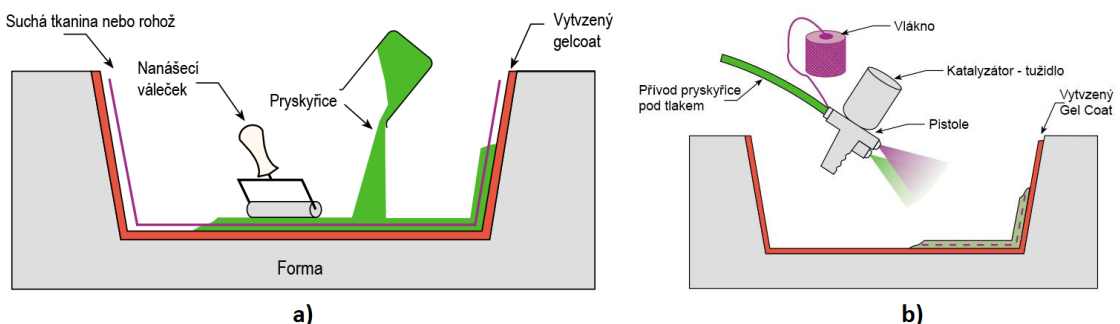 Suchá tkanina nebo rohož
Nanášecí
váleček
Pryskyřice
Vytvzený
gelcoat
Forma
a)
Vlákno
Přívod pryskyřice
pod tlakem
Katalyzátor - tužidlo
Pistole
Vytvzený
Gel Coat
Forma
b)